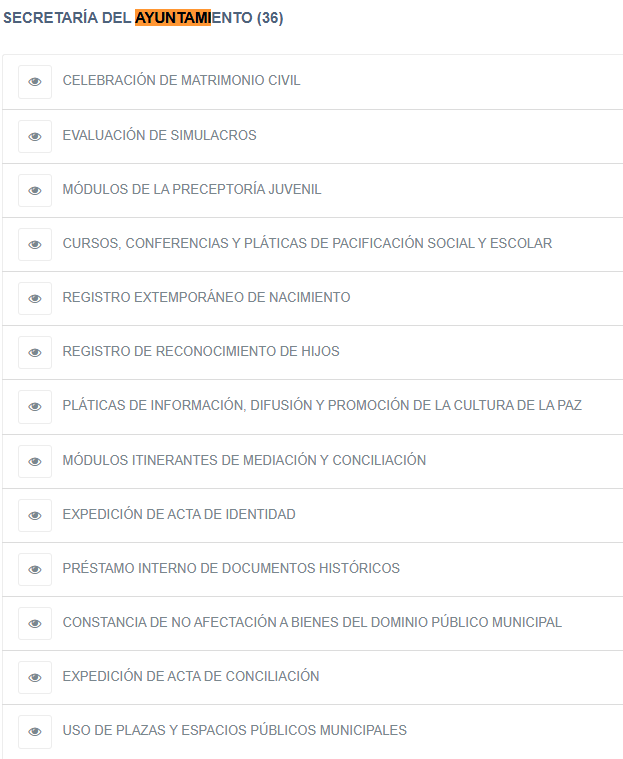 SECRETARÍA DEL AYUNTAMIENTO (36)
CELEBRACIÓN DE MATRIMONIO CIVIL
EVALUACIÓN DE SIMULACROS
MÓDULOS DE LA PRECEPTORÍA JUVENIL
CURSOS, CONFERENCIAS Y PLÁTICAS DE PACIFICACIÓN SOCIAL Y ESCOLAR
REGISTRO EXTEMPORÁNEO DE NACIMIENTO
REGISTRO DE RECONOCIMIENTO DE HIJOS
PLÁTICAS DE INFORMACIÓN, DIFUSIÓN Y PROMOCIÓN DE LA CULTURA DE LA PAZ
MÓDULOS ITINERANTES DE MEDIACIÓN Y CONCILIACIÓN
EXPEDICIÓN DE ACTA DE IDENTIDAD
PRÉSTAMO INTERNO DE DOCUMENTOS HISTÓRICOS
CONSTANCIA DE NO AFECTACIÓN A BIENES DEL DOMINIO PÚBLICO MUNICIPAL
EXPEDICIÓN DE ACTA DE CONCILIACIÓN
USO DE PLAZAS Y ESPACIOS PÚBLICOS MUNICIPALES